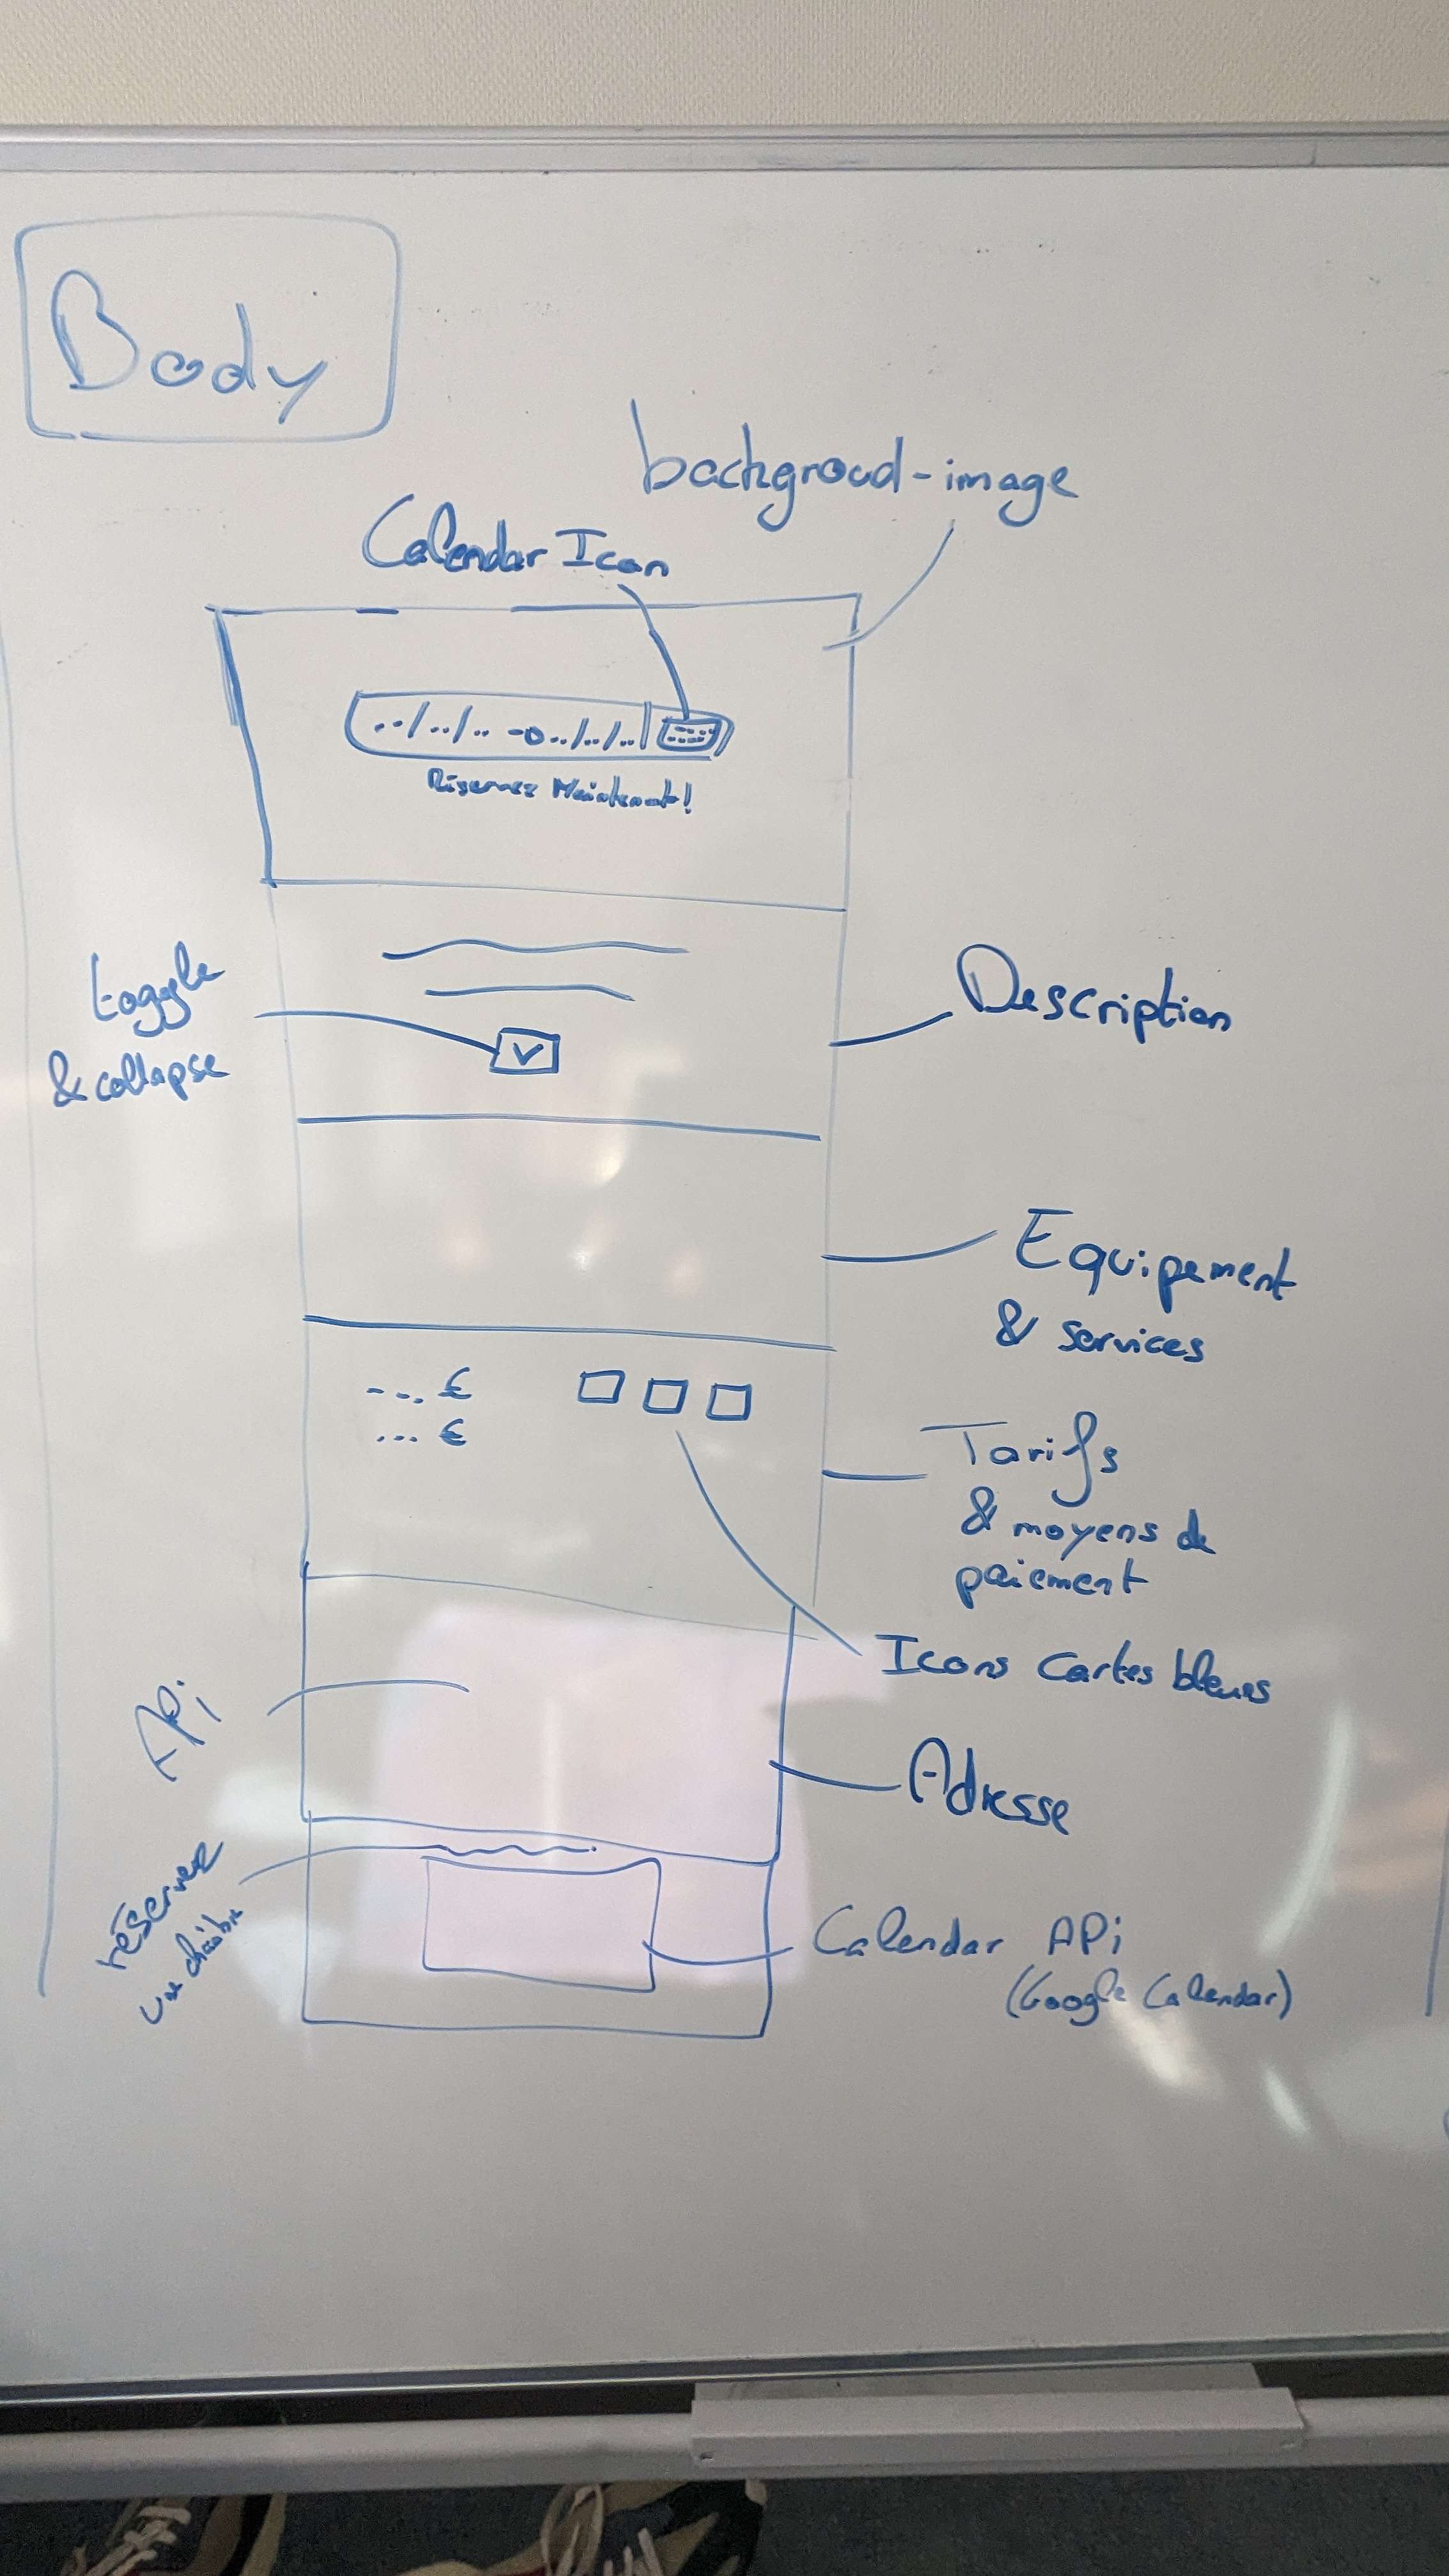 Body
backgroud-image
Calendar Icon
../../.. -o../../..
Réservez Maintenant!
toggle
& collapse
Description
Equipement
& services
--. €
... €
Tarifs
& moyens de
paiement
Icons Cartes bleues
APi
Adresse
réservez
une chambre
Calendar APi
(Google Calendar)